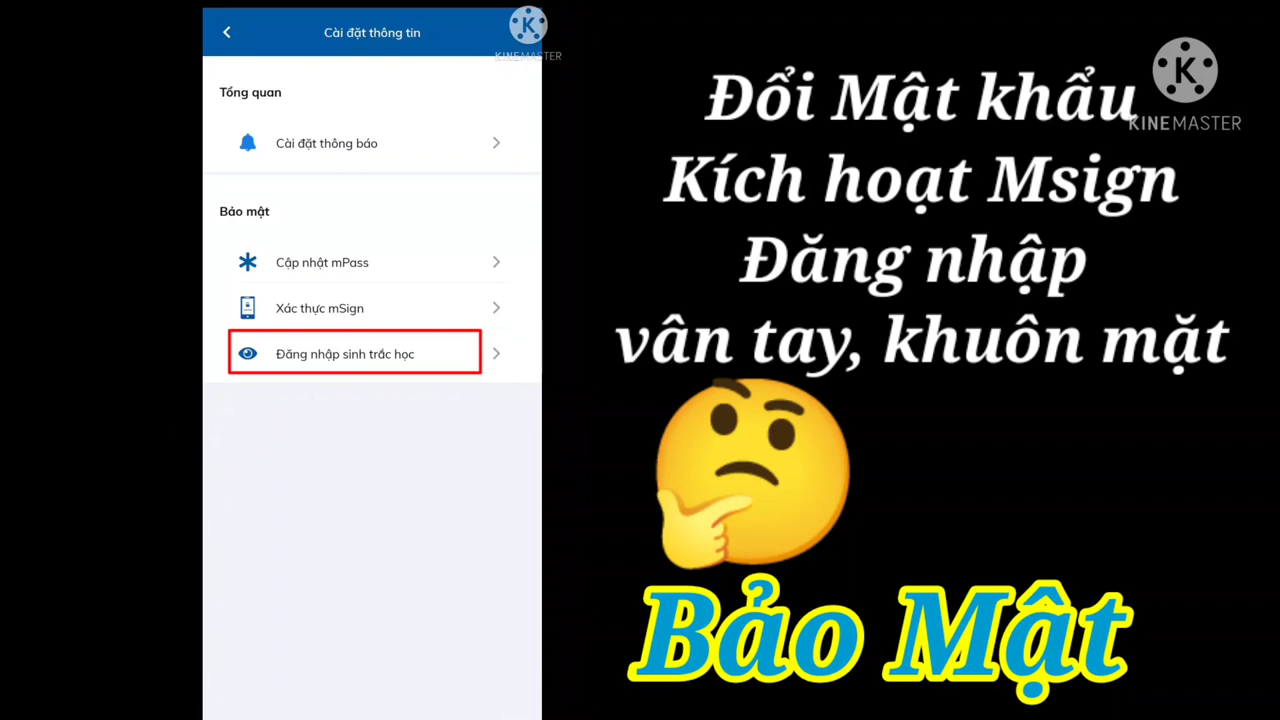 Cài đặt thông tin
K
KINEMASTER
Tổng quan
Cài đặt thông báo
Bảo mật
Cập nhật mPass
Xác thực mSign
Đăng nhập sinh trắc học
Đổi Mật khẩu
Kích hoạt Msign
Đăng nhập
vân tay, khuôn mặt
K
KINEMASTER
Bảo Mật